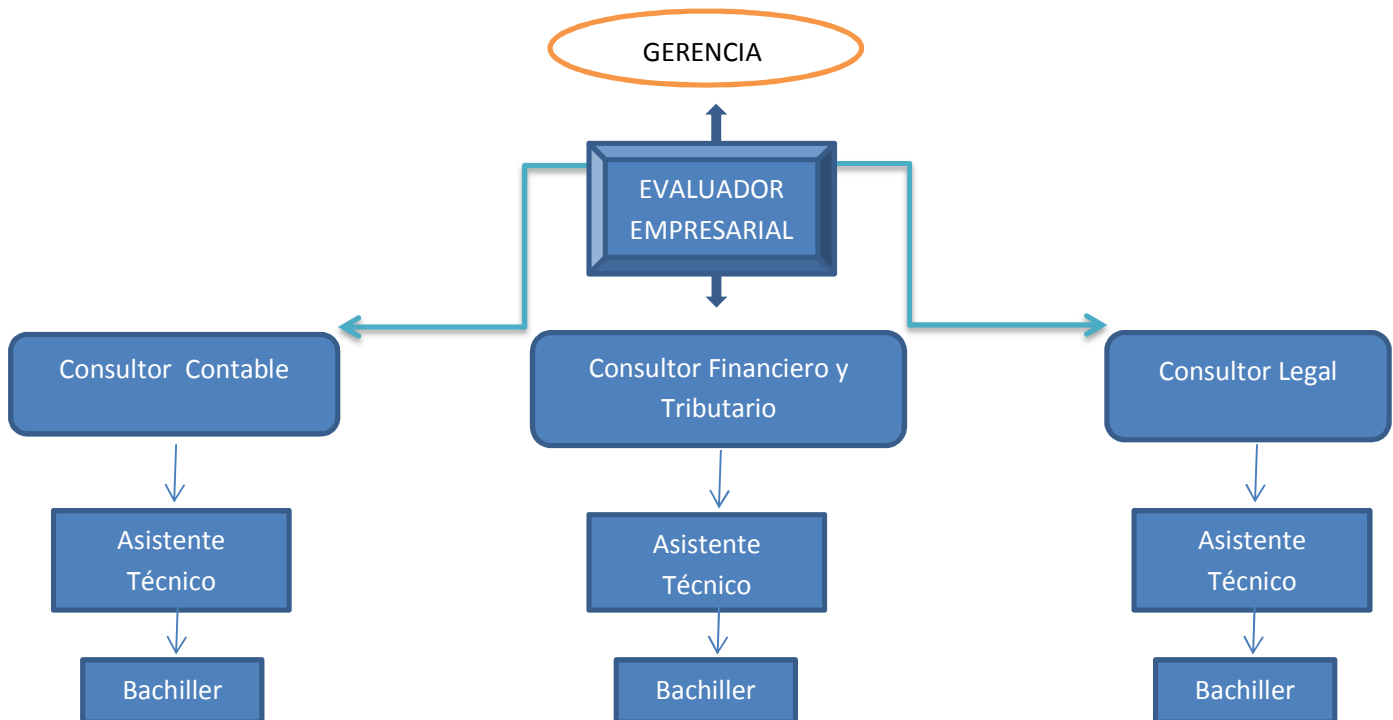 GERENCIA
EVALUADOR
EMPRESARIAL
Consultor Contable
Consultor Financiero y
Tributario
Consultor Legal
Asistente
Técnico
Asistente
Técnico
Asistente
Técnico
Bachiller
Bachiller
Bachiller